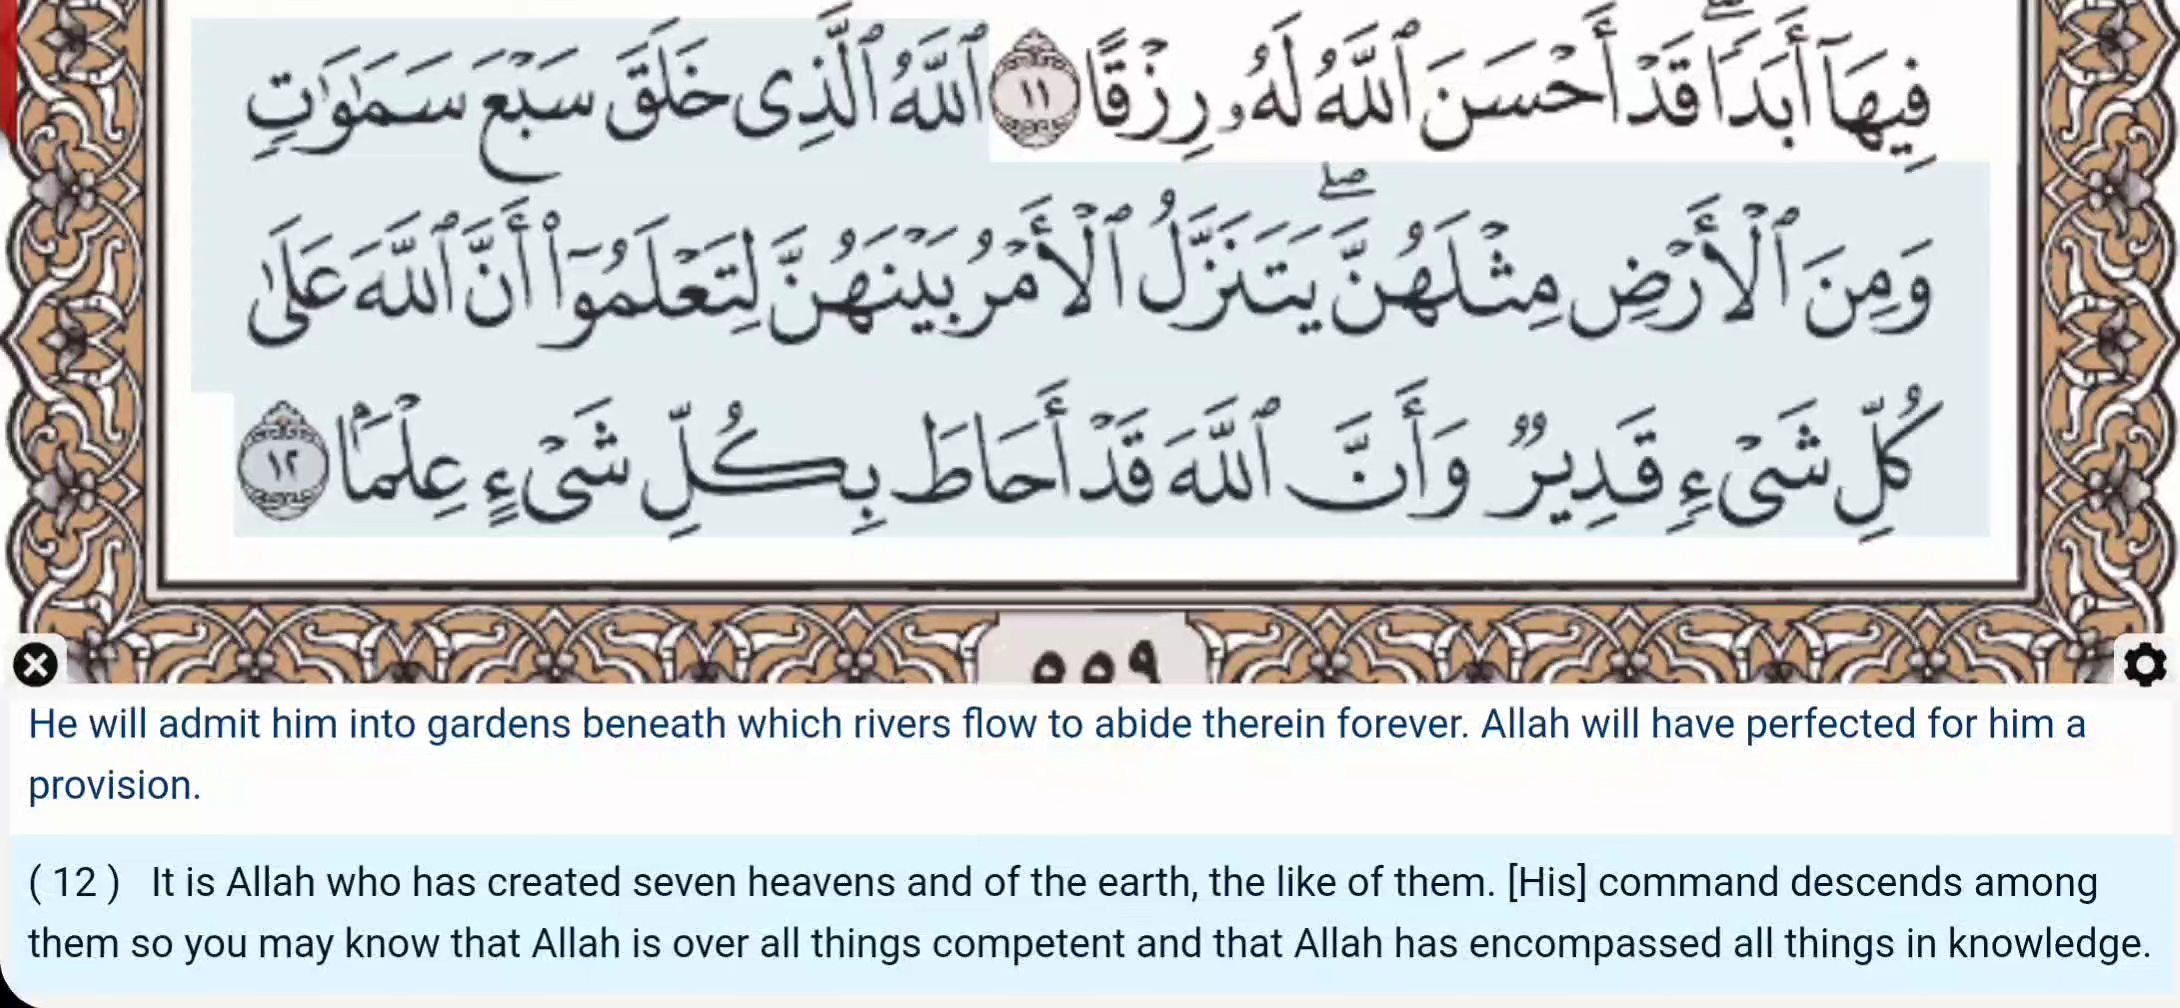 فِيهَآ أَبَدًا ۖ قَدْ أَحْسَنَ ٱللَّهُ لَهُۥ رِزْقًا ١١ ٱللَّهُ ٱلَّذِى خَلَقَ سَبْعَ سَمَٰوَٰتٍ
وَمِنَ ٱلْأَرْضِ مِثْلَهُنَّ ۖ يَتَنَزَّلُ ٱلْأَمْرُ بَيْنَهُنَّ لِتَعْلَمُوٓا۟ أَنَّ ٱللَّهَ عَلَىٰ
كُلِّ شَىْءٍ قَدِيرٌ وَأَنَّ ٱللَّهَ قَدْ أَحَاطَ بِكُلِّ شَىْءٍ عِلْمًۢا ١٢
٥٥٩
He will admit him into gardens beneath which rivers flow to abide therein forever. Allah will have perfected for him a
provision.
( 12 ) It is Allah who has created seven heavens and of the earth, the like of them. [His] command descends among
them so you may know that Allah is over all things competent and that Allah has encompassed all things in knowledge.